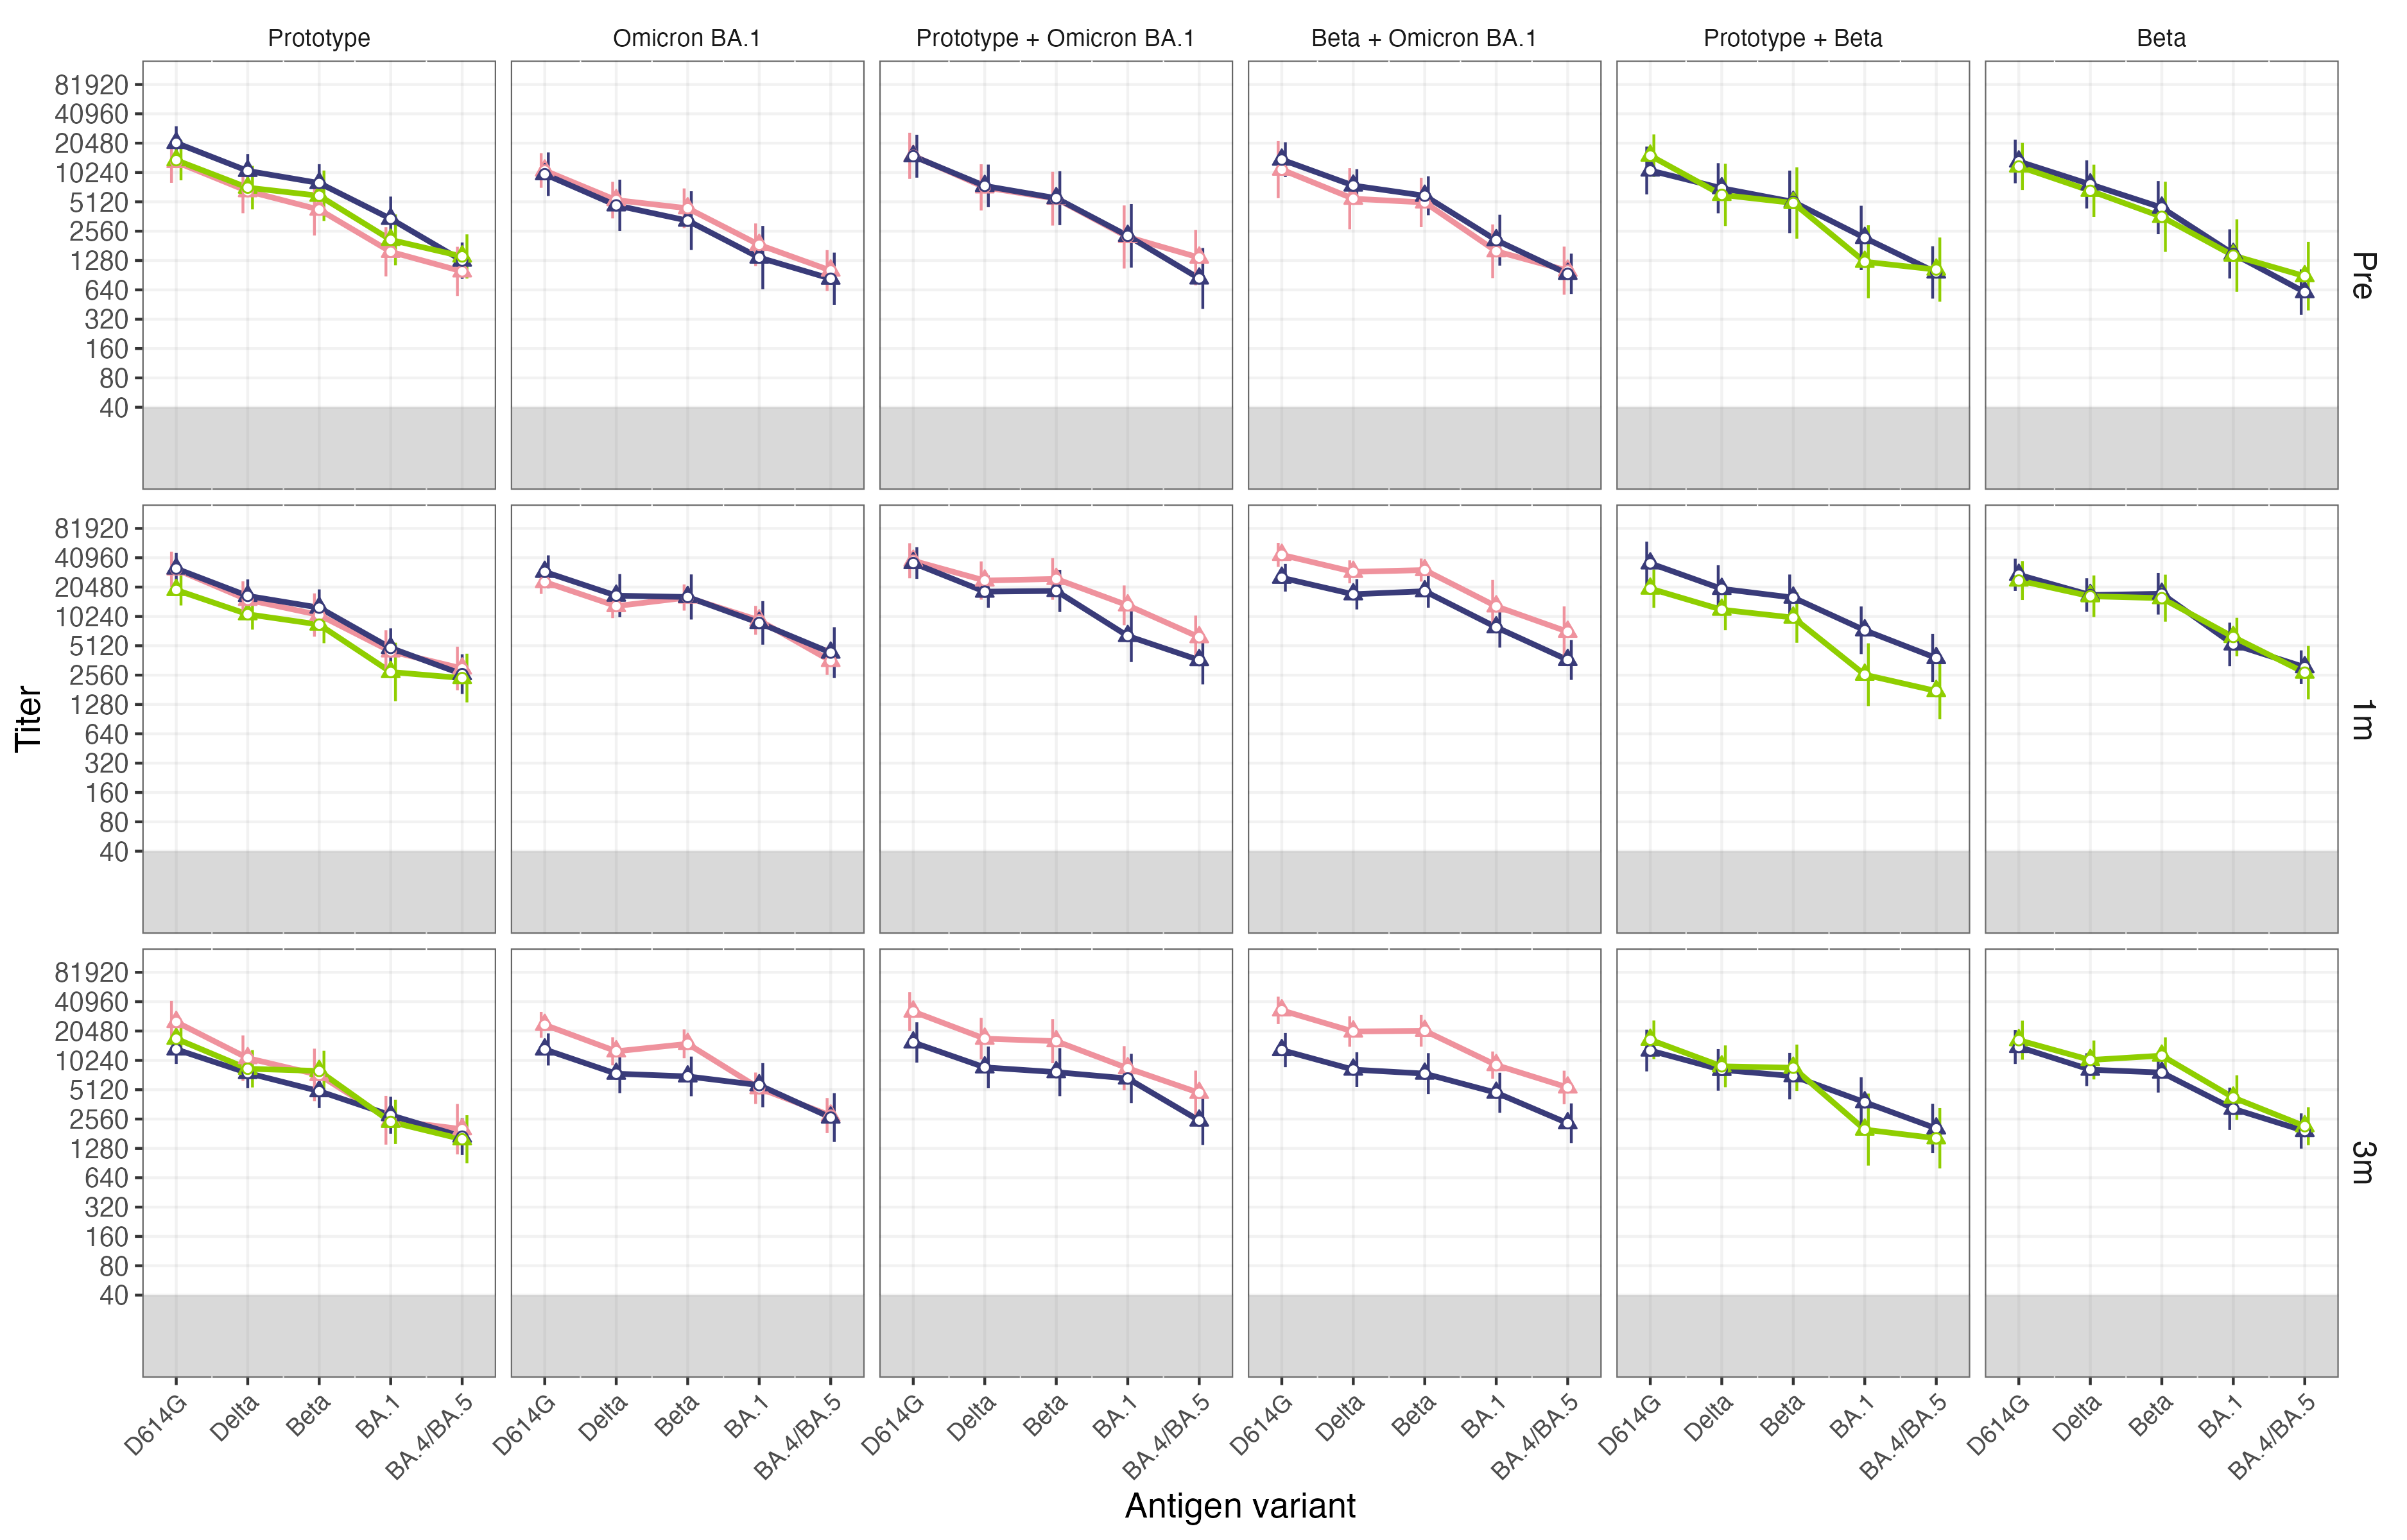 Prototype
Omicron BA.1
Prototype + Omicron BA.1
Beta + Omicron BA.1
Prototype + Beta
Beta
81920
40960
20480
10240
5120
2560
1280
640
320
160
80
40
Pre
81920
40960
20480
10240
5120
2560
1280
640
320
160
80
40
1m
Titer
81920
40960
20480
10240
5120
2560
1280
640
320
160
80
40
3m
D614G
Delta
Beta
BA.1
BA.4/BA.5
D614G
Delta
Beta
BA.1
BA.4/BA.5
D614G
Delta
Beta
BA.1
BA.4/BA.5
D614G
Delta
Beta
BA.1
BA.4/BA.5
D614G
Delta
Beta
BA.1
BA.4/BA.5
D614G
Delta
Beta
BA.1
BA.4/BA.5
Antigen variant